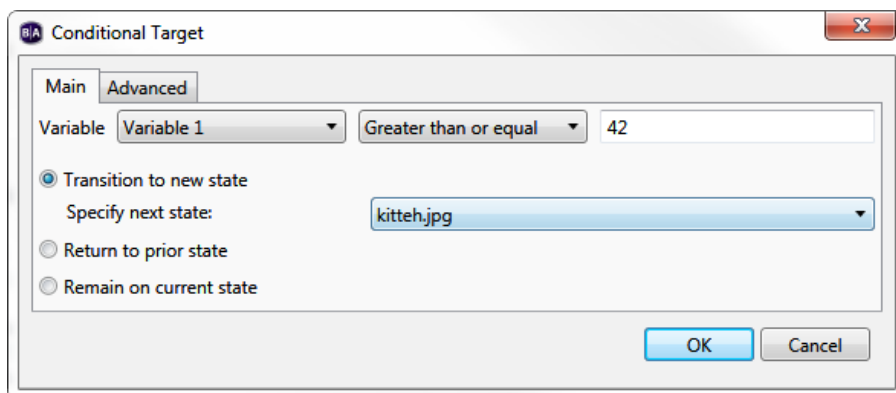 B|A Conditional Target
Main Advanced
Variable Variable 1 Greater than or equal 42
Transition to new state
Specify next state: kitteh.jpg
Return to prior state
Remain on current state
OK Cancel